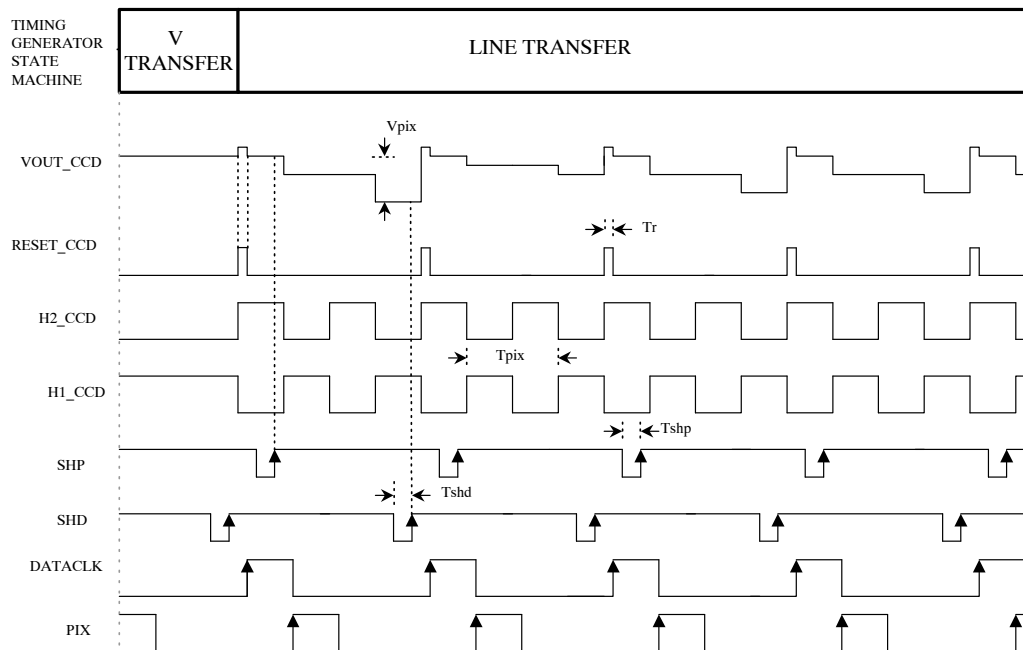 TIMING
GENERATOR
STATE
MACHINE
V
TRANSFER
LINE TRANSFER
Vpix
VOUT_CCD
Tr
RESET_CCD
H2_CCD
Tpix
H1_CCD
Tshp
SHP
Tshd
SHD
DATACLK
PIX